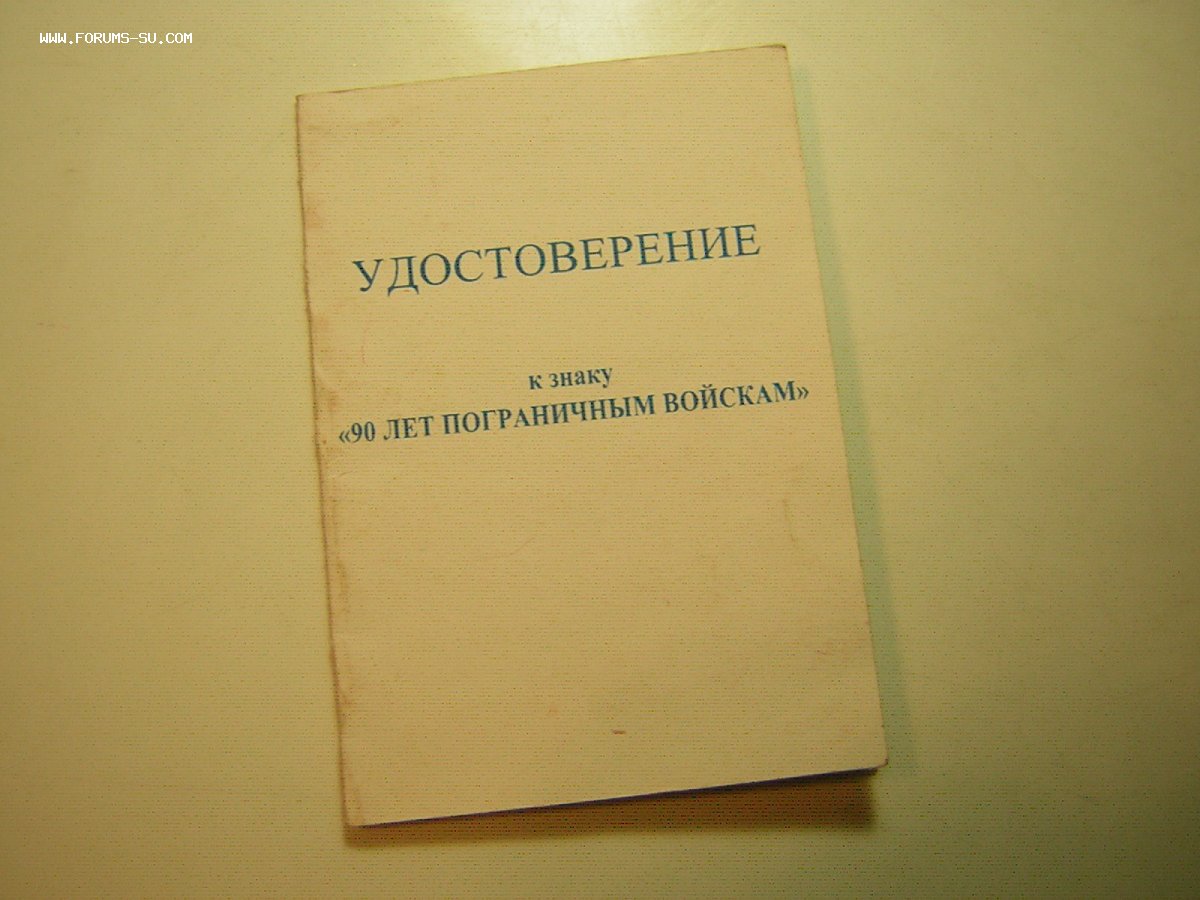 WWW.FORUMS-SU.COM
УДОСТОВЕРЕНИЕ
к знаку
«90 ЛЕТ ПОГРАНИЧНЫМ ВОЙСКАМ»